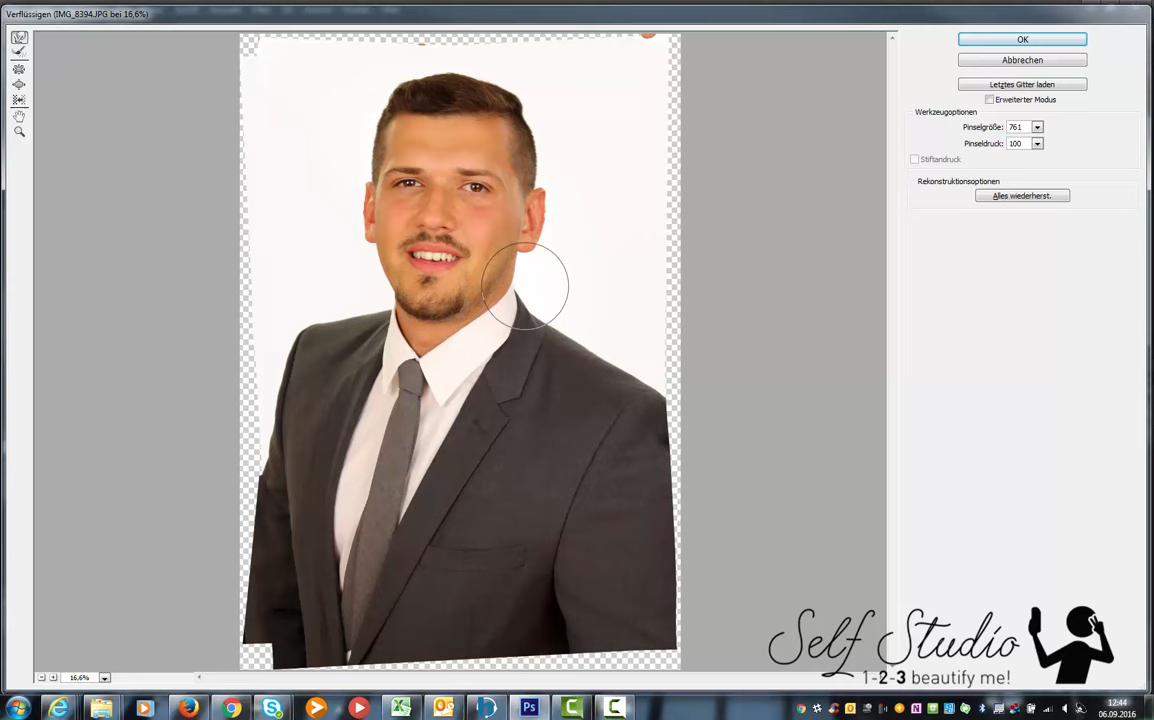 Verflüssigen (IMG_8394.JPG bei 16,6%)
OK
Abbrechen
Letztes Gitter laden
Erweiterter Modus
Werkzeugoptionen
Pinselgröße: 761
Pinseldruck: 100
Stiftandruck
Rekonstruktionsoptionen
Alles wiederherst.
Self Studio
1-2-3 beautify me!
16,6%
Ps
12:44
06.09.2016